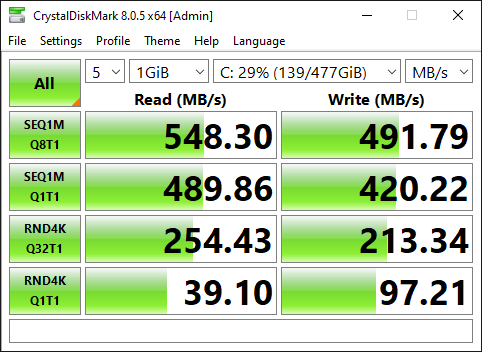 CrystalDiskMark 8.0.5 x64 [Admin]
File Settings Profile Theme Help Language
All 5 1GiB C: 29% (139/477GiB) MB/s
Read (MB/s) Write (MB/s)
SEQ1M
Q8T1 548.30 491.79
SEQ1M
Q1T1 489.86 420.22
RND4K
Q32T1 254.43 213.34
RND4K
Q1T1 39.10 97.21